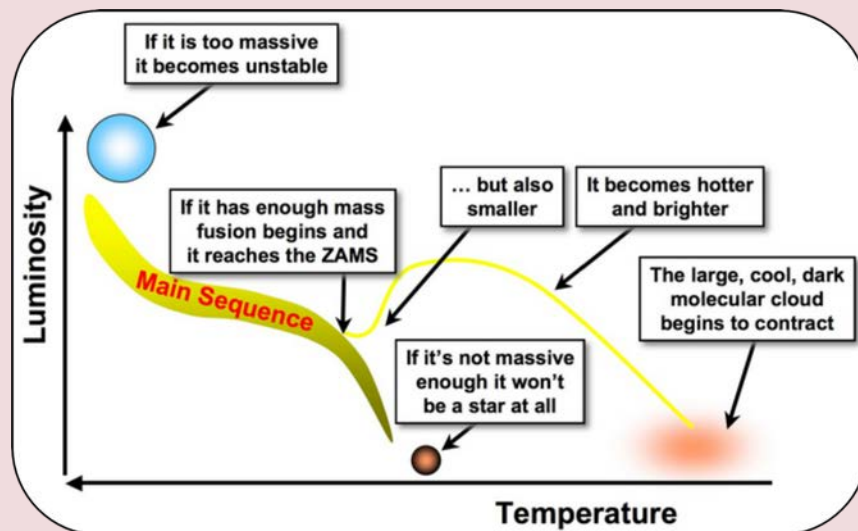 If it is too massive
it becomes unstable
Luminosity
If it has enough mass
fusion begins and
it reaches the ZAMS
… but also
smaller
It becomes hotter
and brighter
The large, cool, dark
molecular cloud
begins to contract
Main Sequence
If it's not massive
enough it won't
be a star at all
Temperature